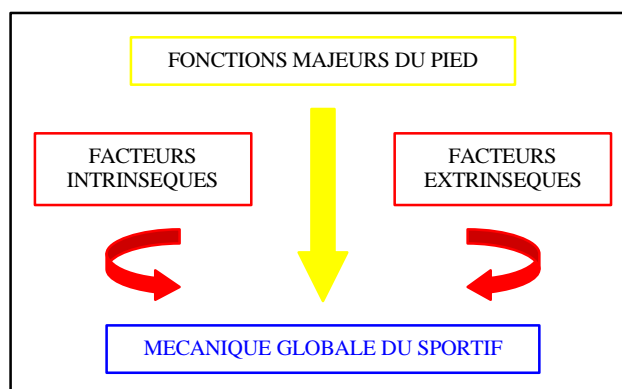 FONCTIONS MAJEURS DU PIED
FACTEURS
INTRINSEQUES
FACTEURS
EXTRINSEQUES
MECANIQUE GLOBALE DU SPORTIF